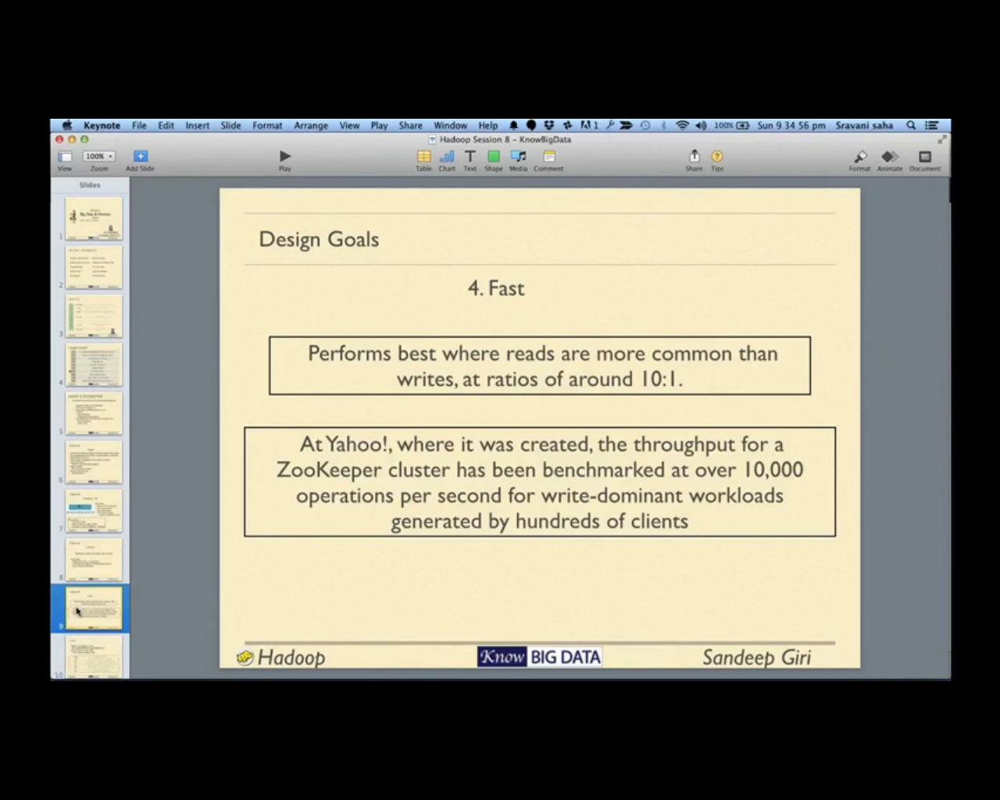 Keynote File Edit Insert Slide Format Arrange View Play Share Window Help 1 100% Sun 9 34 56 pm Sravani saha
Hadoop Session 8 – KnowBigData
100%
View Zoom Add Slide Play Table Chart Text Shape Media Comment Share Tips Format Animate Document
Slides
1
2
3
4
5
6
7
8
9
10
Design Goals
4. Fast
Performs best where reads are more common than
writes, at ratios of around 10:1.
At Yahoo!, where it was created, the throughput for a
ZooKeeper cluster has been benchmarked at over 10,000
operations per second for write-dominant workloads
generated by hundreds of clients
Hadoop Know BIG DATA Sandeep Giri